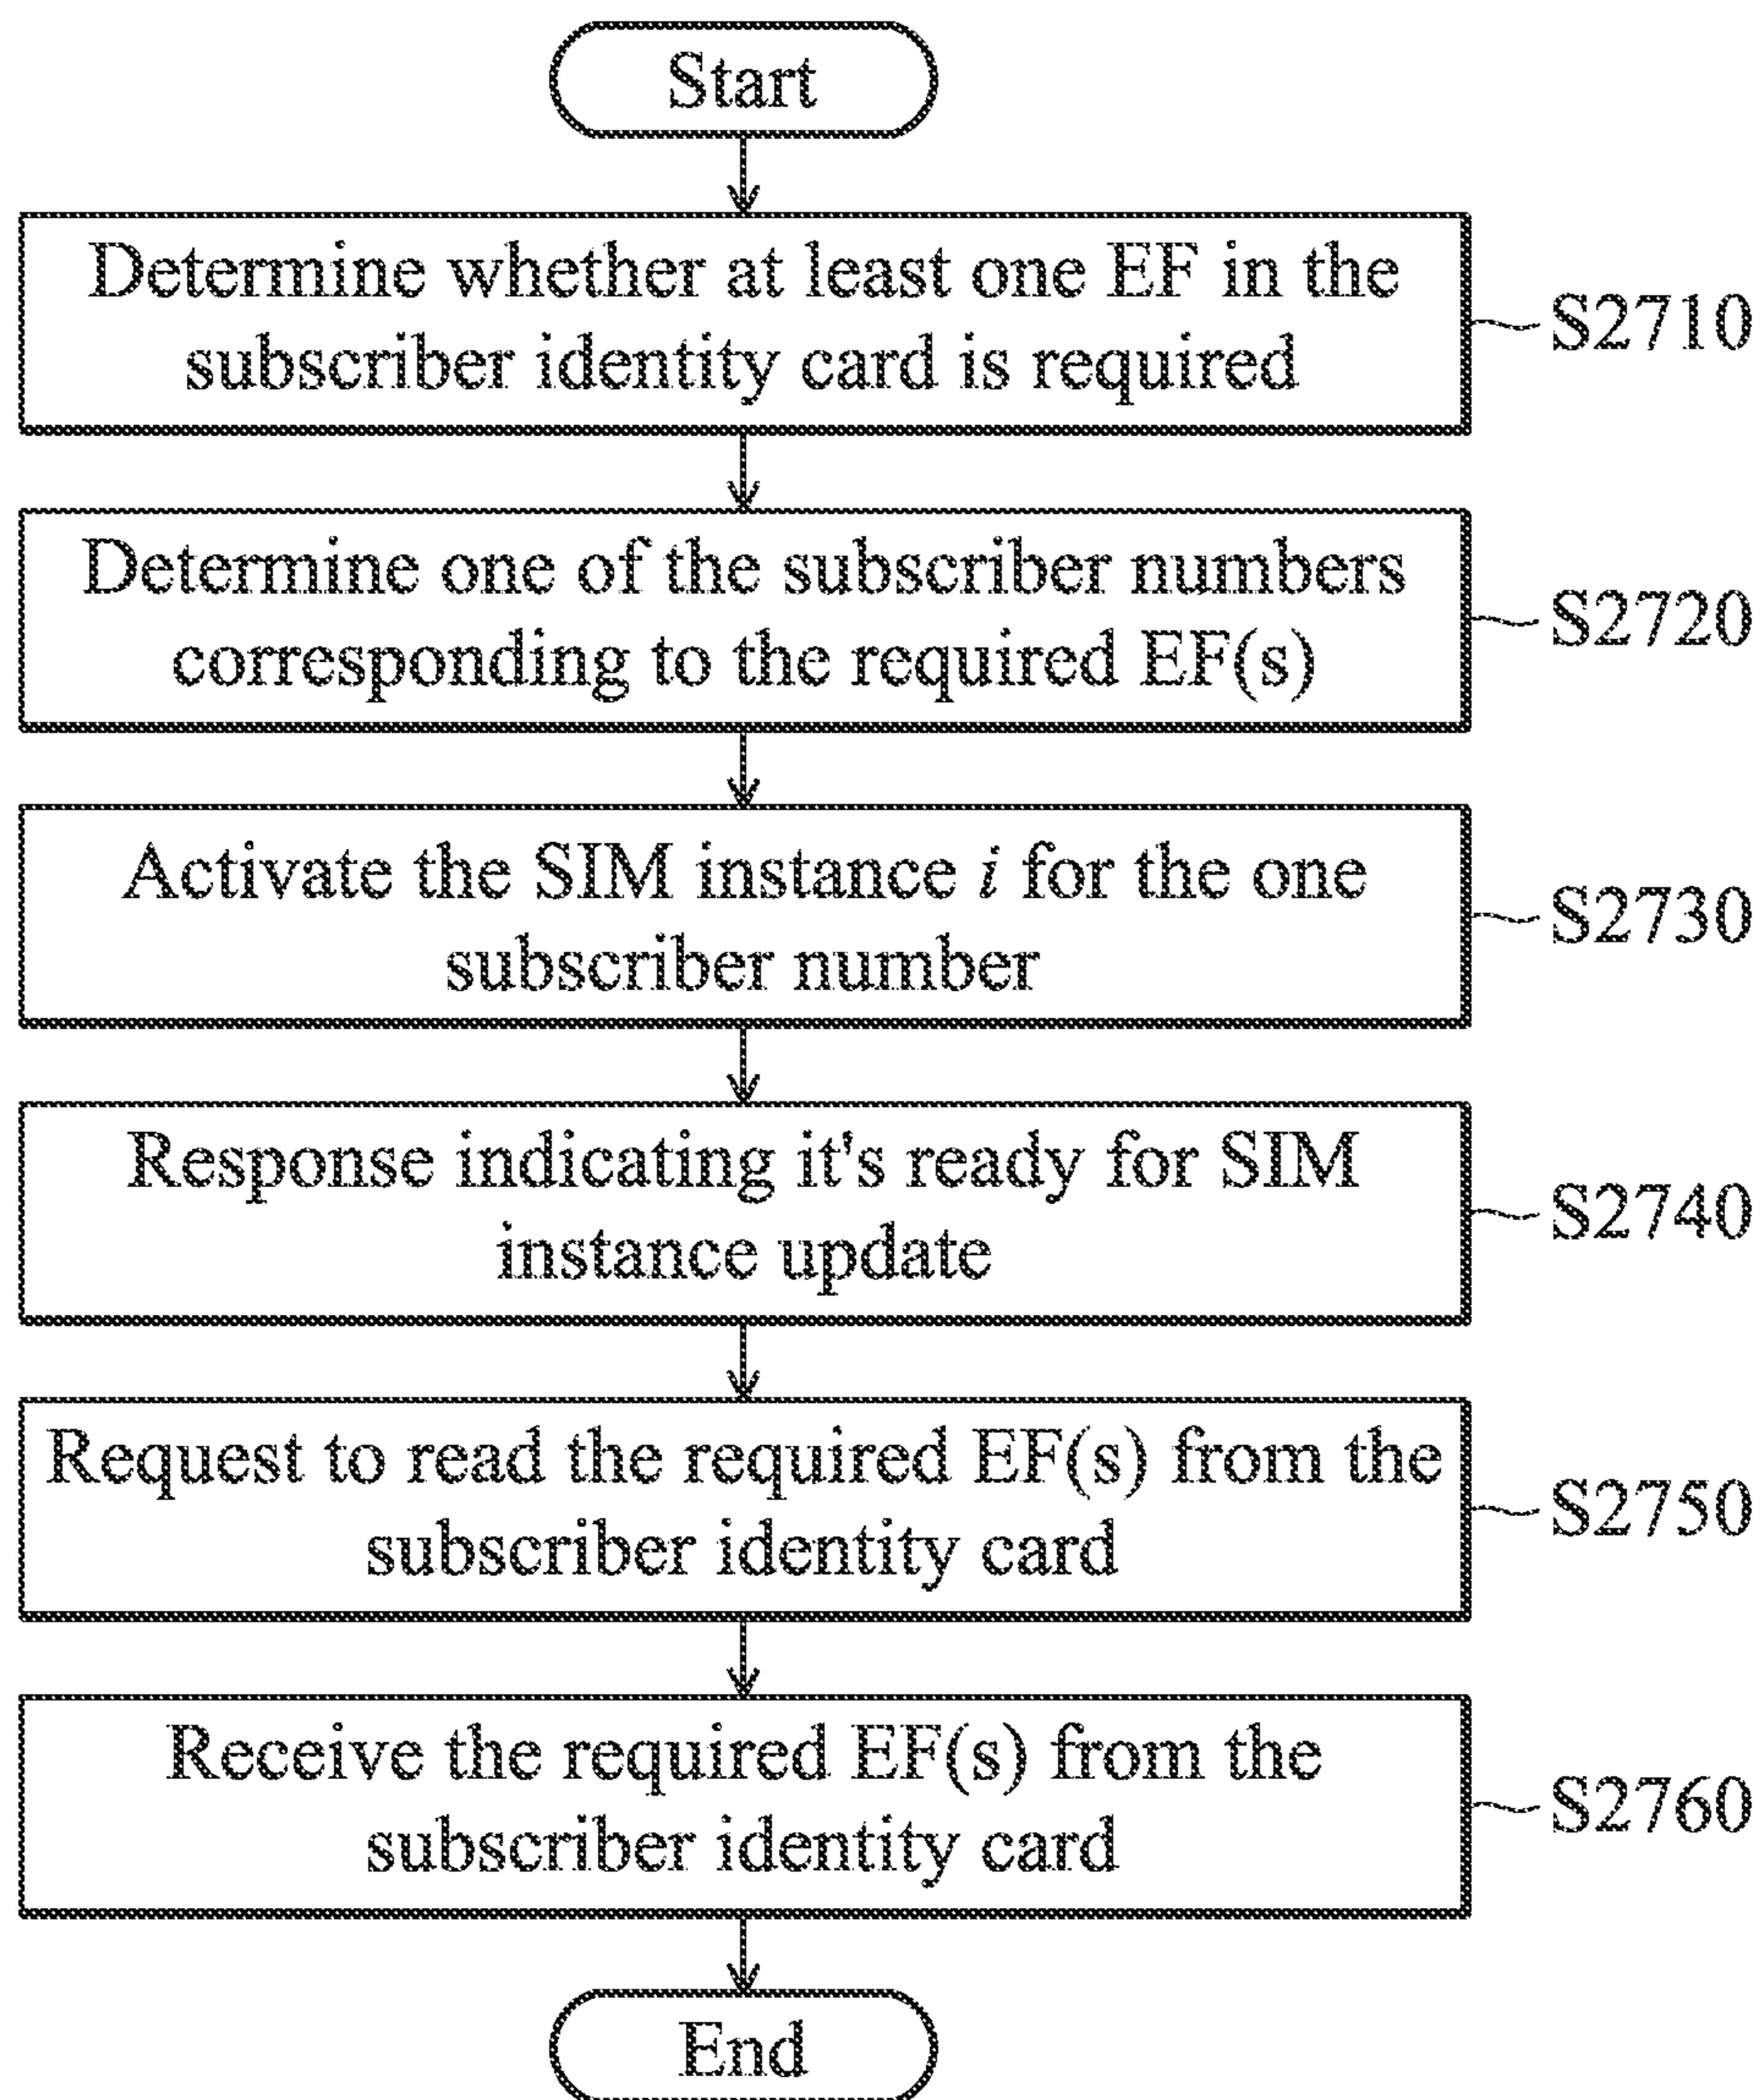 Start
Determine whether at least one EF in the
subscriber identity card is required
S2710
Determine one of the subscriber numbers
corresponding to the required EF(s)
S2720
Activate the SIM instance i for the one
subscriber number
S2730
Response indicating it's ready for SIM
instance update
S2740
Request to read the required EF(s) from the
subscriber identity card
S2750
Receive the required EF(s) from the
subscriber identity card
S2760
End